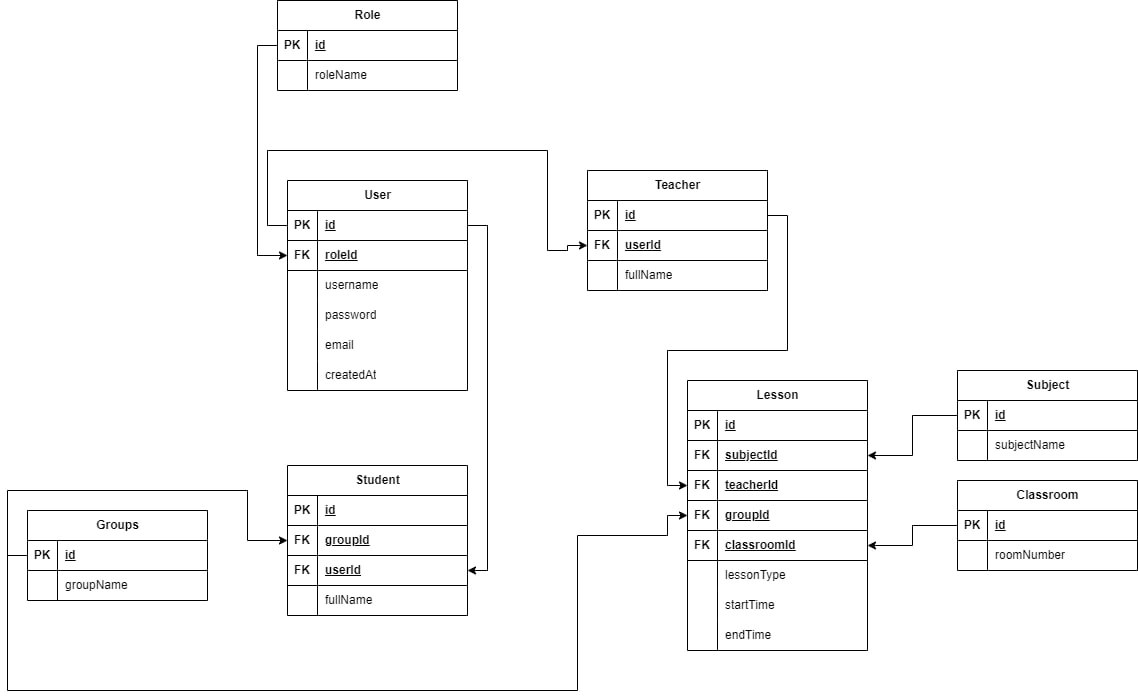 Role
PK id
roleName
User
PK id
FK roleId
username
password
email
createdAt
Teacher
PK id
FK userId
fullName
Lesson
PK id
FK subjectId
FK teacherId
FK groupId
FK classroomId
lessonType
startTime
endTime
Subject
PK id
subjectName
Classroom
PK id
roomNumber
Student
PK id
FK groupId
FK userId
fullName
Groups
PK id
groupName